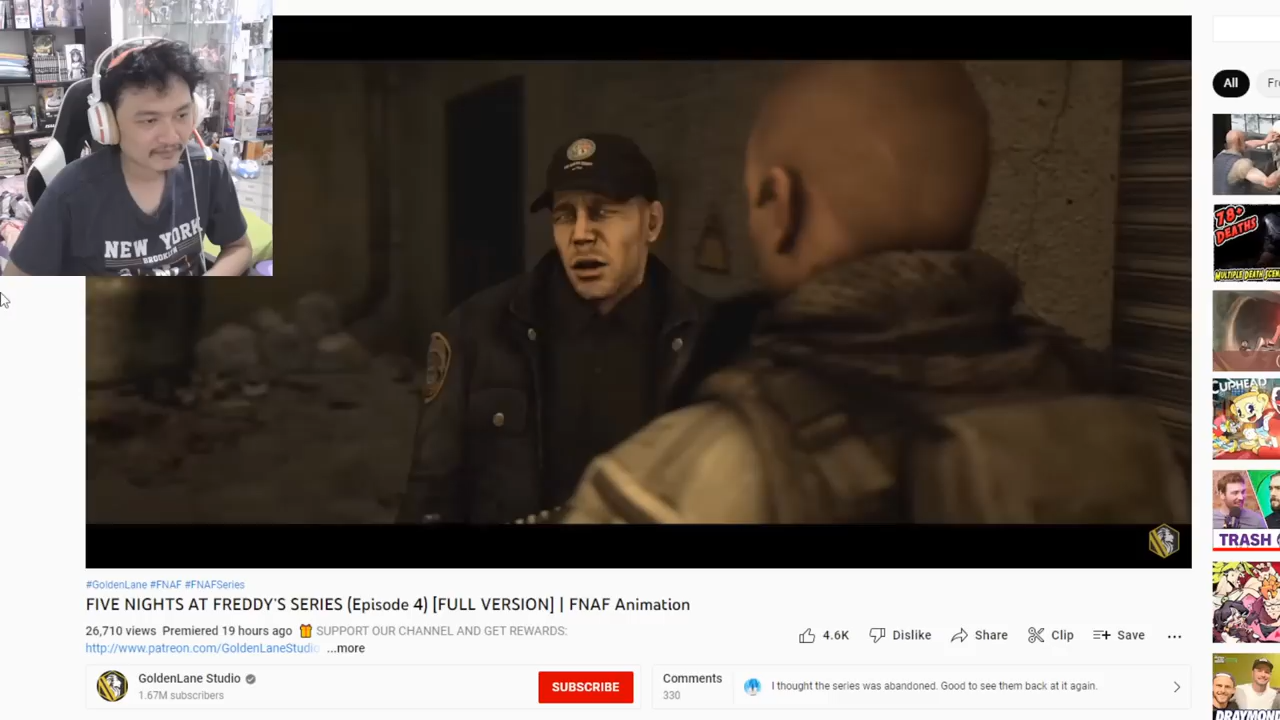 NEW YORK
BROOKLYN
All
78+
DEATHS
CUPHEAD
TRASH
#GoldenLane #FNAF #FNAFSeries
FIVE NIGHTS AT FREDDY'S SERIES (Episode 4) [FULL VERSION] | FNAF Animation
26,710 views Premiered 19 hours ago SUPPORT OUR CHANNEL AND GET REWARDS:
http://www.patreon.com/GoldenLaneStudio ...more
4.6K Dislike Share Clip Save
GoldenLane Studio
1.67M subscribers
SUBSCRIBE
Comments
330
I thought the series was abandoned. Good to see them back at it again.
DRAYMOND